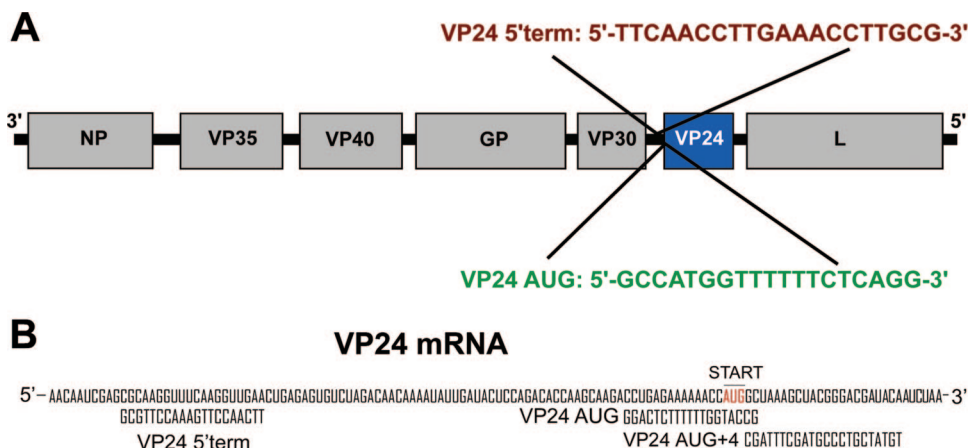 A
VP24 5'term: 5'-TTCAACCTTGAAACCTTGCG-3'
3' NP VP35 VP40 GP VP30 VP24 L 5'
VP24 AUG: 5'-GCCATGGTTTTTTCTCAGG-3'
B
VP24 mRNA
START
5'- AACAAUCGAGCGCAAGGUUUCAAGGUUGAACUGAGAGUGUCUAGACAACAAAAUAUUGAUACUCCAGACACCAAGCAAGACCUGAGAAAAAACCAUGGCUAAAGCUACGGGACGAUACAAUCUAA-3'
GCGTTCCAAAGTTCCAACTT VP24 AUG GGACTCTTTTTTGGTACCG
VP24 5'term VP24 AUG+4 CGATTTCGATGCCCTGCTATGT